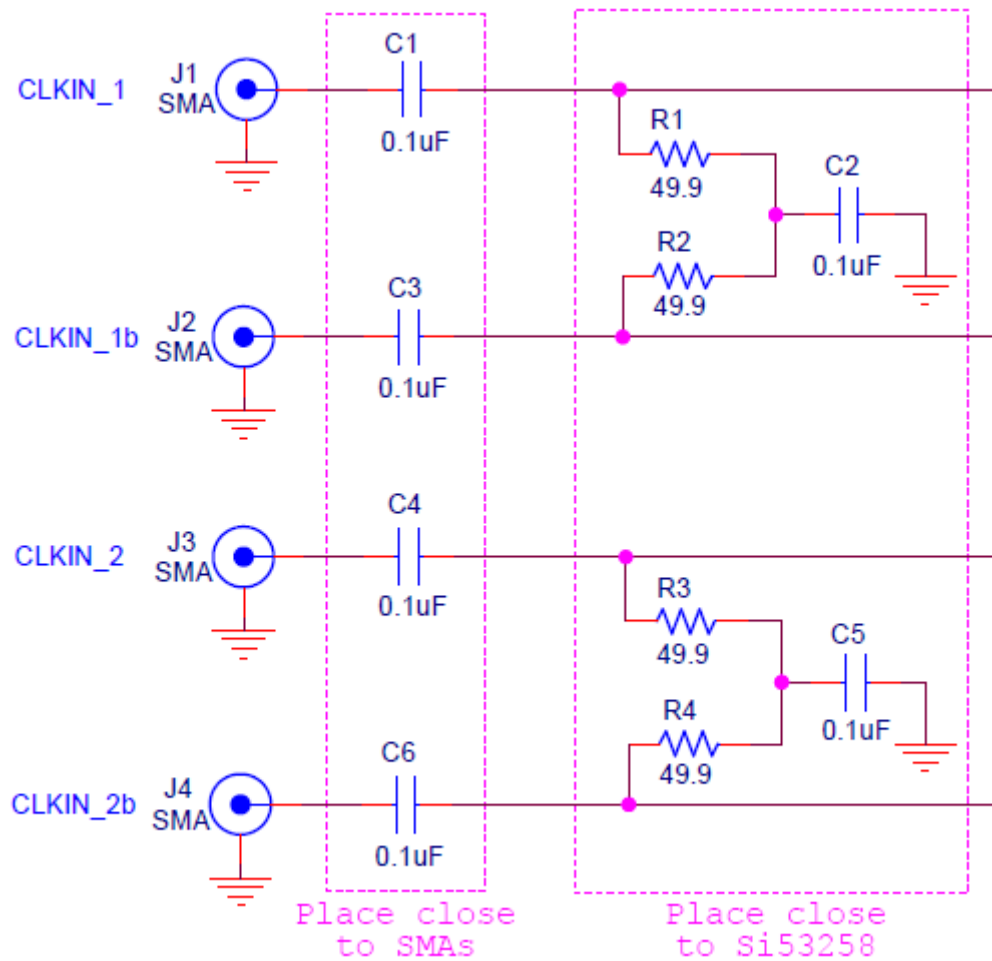 C1
CLKIN_1
J1
SMA
0.1uF
R1
49.9
C2
0.1uF
R2
49.9
C3
CLKIN_1b
J2
SMA
0.1uF
C4
CLKIN_2
J3
SMA
0.1uF
R3
49.9
C5
0.1uF
R4
49.9
C6
CLKIN_2b
J4
SMA
0.1uF
Place close
to SMAs
Place close
to Si53258